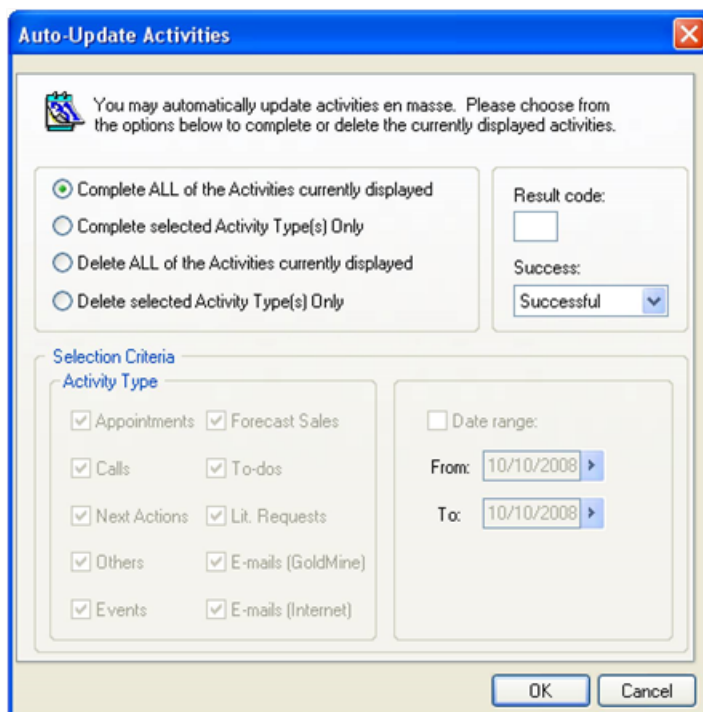 Auto-Update Activities
You may automatically update activities en masse. Please choose from
the options below to complete or delete the currently displayed activities.
Complete ALL of the Activities currently displayed
Complete selected Activity Type(s) Only
Delete ALL of the Activities currently displayed
Delete selected Activity Type(s) Only
Result code:
Success:
Successful
Selection Criteria
Activity Type
Appointments
Forecast Sales
Calls
To-dos
Next Actions
Lit. Requests
Others
E-mails (GoldMine)
Events
E-mails (Internet)
Date range:
From: 10/10/2008
To: 10/10/2008
OK
Cancel